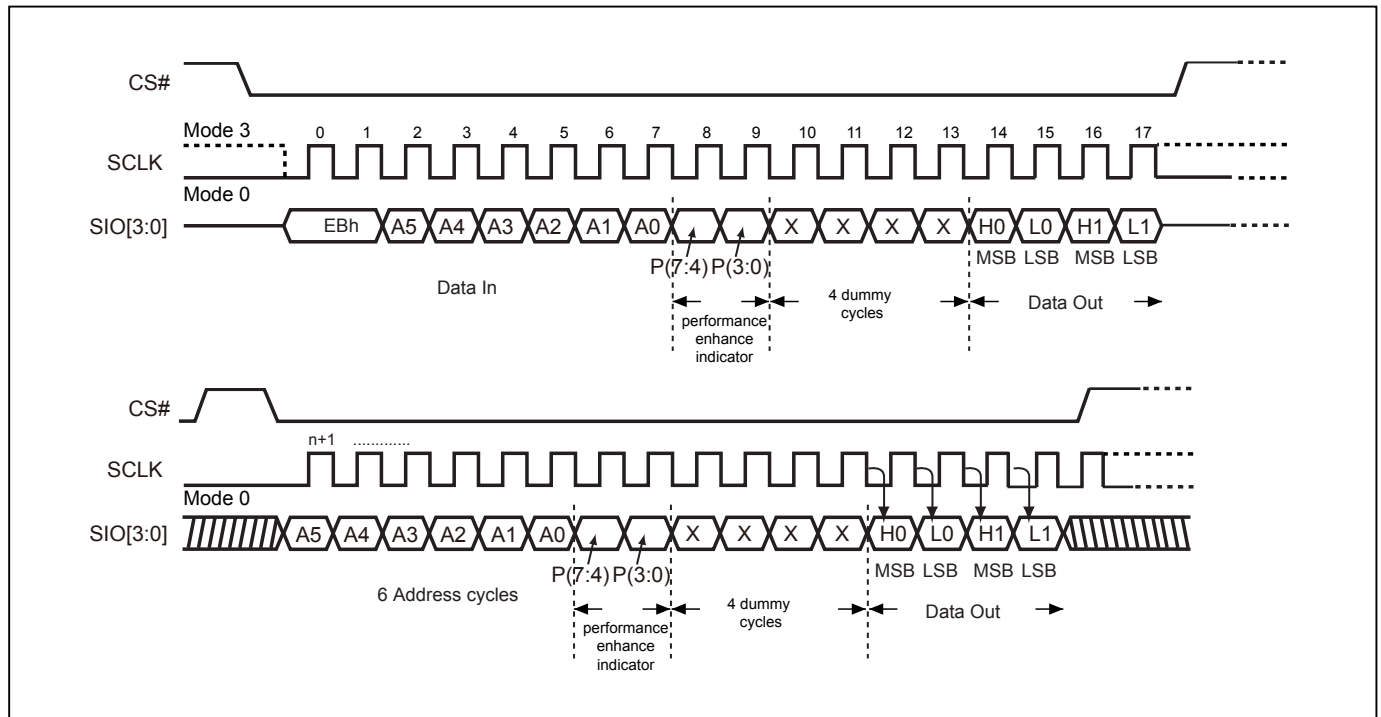 CS#
Mode 3
0 1 2 3 4 5 6 7 8 9 10 11 12 13 14 15 16 17
SCLK
Mode 0
SIO[3:0] EBh A5 A4 A3 A2 A1 A0 X X X X H0 L0 H1 L1
P(7:4) P(3:0) MSB LSB MSB LSB
Data In 4 dummy Data Out
cycles
performance
enhance
indicator
CS#
n+1 .............
SCLK
Mode 0
SIO[3:0] A5 A4 A3 A2 A1 A0 X X X X H0 L0 H1 L1
P(7:4) P(3:0) MSB LSB MSB LSB
6 Address cycles 4 dummy Data Out
cycles
performance
enhance
indicator